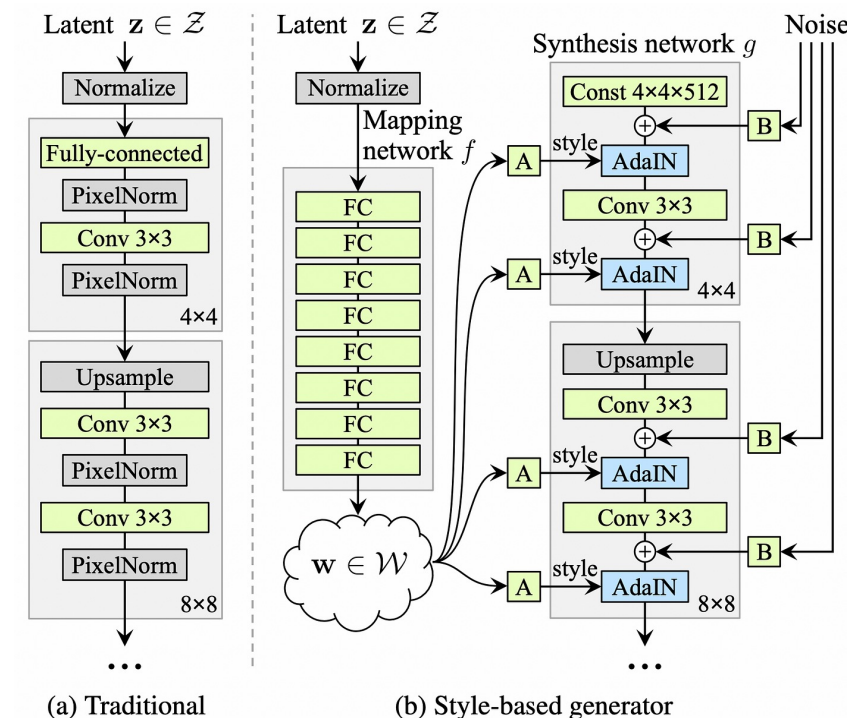 Latent z ∈ 𝒵
Normalize
Fully-connected
PixelNorm
Conv 3×3
PixelNorm
4×4
Upsample
Conv 3×3
PixelNorm
Conv 3×3
PixelNorm
8×8
...
(a) Traditional
Latent z ∈ 𝒵
Normalize
Mapping
network f
FC
FC
FC
FC
FC
FC
FC
FC
w ∈ 𝒲
A
style
A
style
A
style
A
style
Synthesis network g
Noise
Const 4×4×512
+
B
AdaIN
Conv 3×3
+
B
AdaIN
4×4
Upsample
Conv 3×3
+
B
AdaIN
Conv 3×3
+
B
AdaIN
8×8
...
(b) Style-based generator